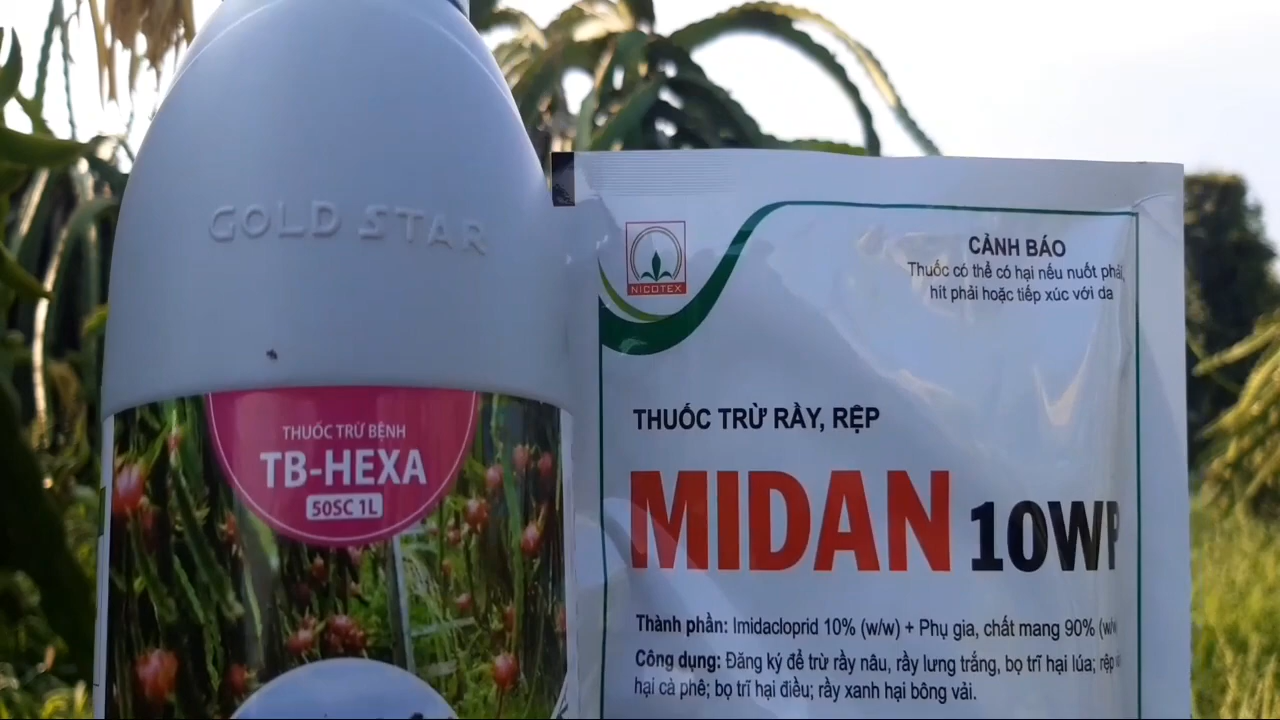 GOLD STAR
THUỐC TRỪ BỆNH
TB-HEXA
50SC 1L
NICOTEX
CẢNH BÁO
Thuốc có thể có hại nếu nuốt phải,
hít phải hoặc tiếp xúc với da
THUỐC TRỪ RẦY, RỆP
MIDAN 10WP
Thành phần: Imidacloprid 10% (w/w) + Phụ gia, chất mang 90% (w/w
Công dụng: Đăng ký để trừ rầy nâu, rầy lưng trắng, bọ trĩ hại lúa; rệp
hại cà phê; bọ trĩ hại điều; rầy xanh hại bông vải.